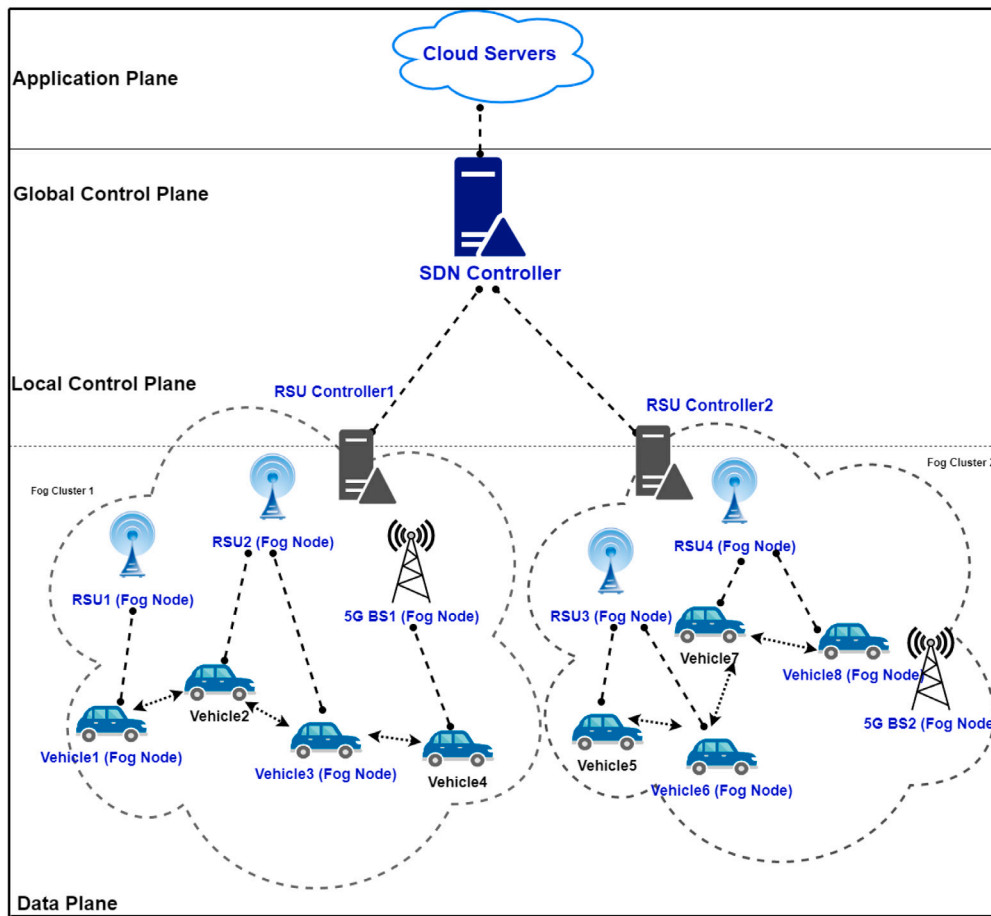 Cloud Servers
Application Plane
Global Control Plane
SDN Controller
Local Control Plane
RSU Controller1
RSU Controller2
Fog Cluster 1
Fog Cluster 2
RSU2 (Fog Node)
RSU4 (Fog Node)
RSU1 (Fog Node)
5G BS1 (Fog Node)
RSU3 (Fog Node)
Vehicle7
Vehicle8 (Fog Node)
Vehicle2
5G BS2 (Fog Node
Vehicle1 (Fog Node)
Vehicle3 (Fog Node)
Vehicle4
Vehicle5
Vehicle6 (Fog Node)
Data Plane